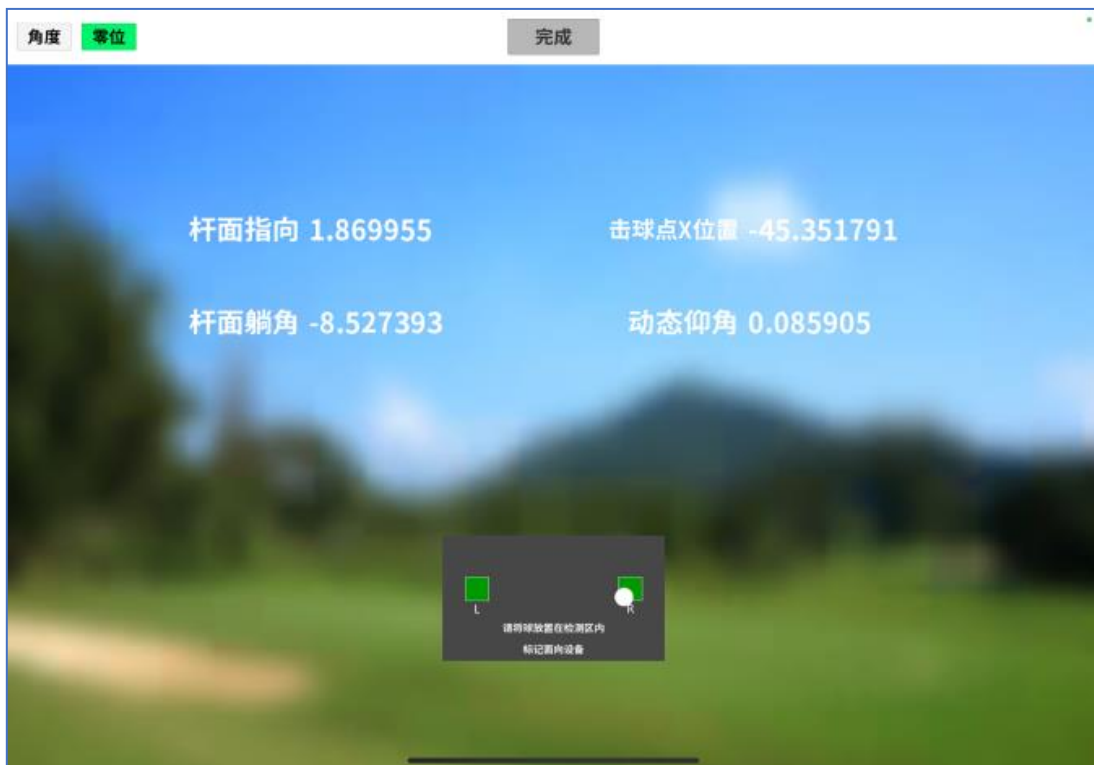 角度 零位 完成
杆面指向 1.869955 击球点X位置 -45.351791
杆面躺角 -8.527393 动态仰角 0.085905
L R
请将球放置在检测区内
标记面向设备